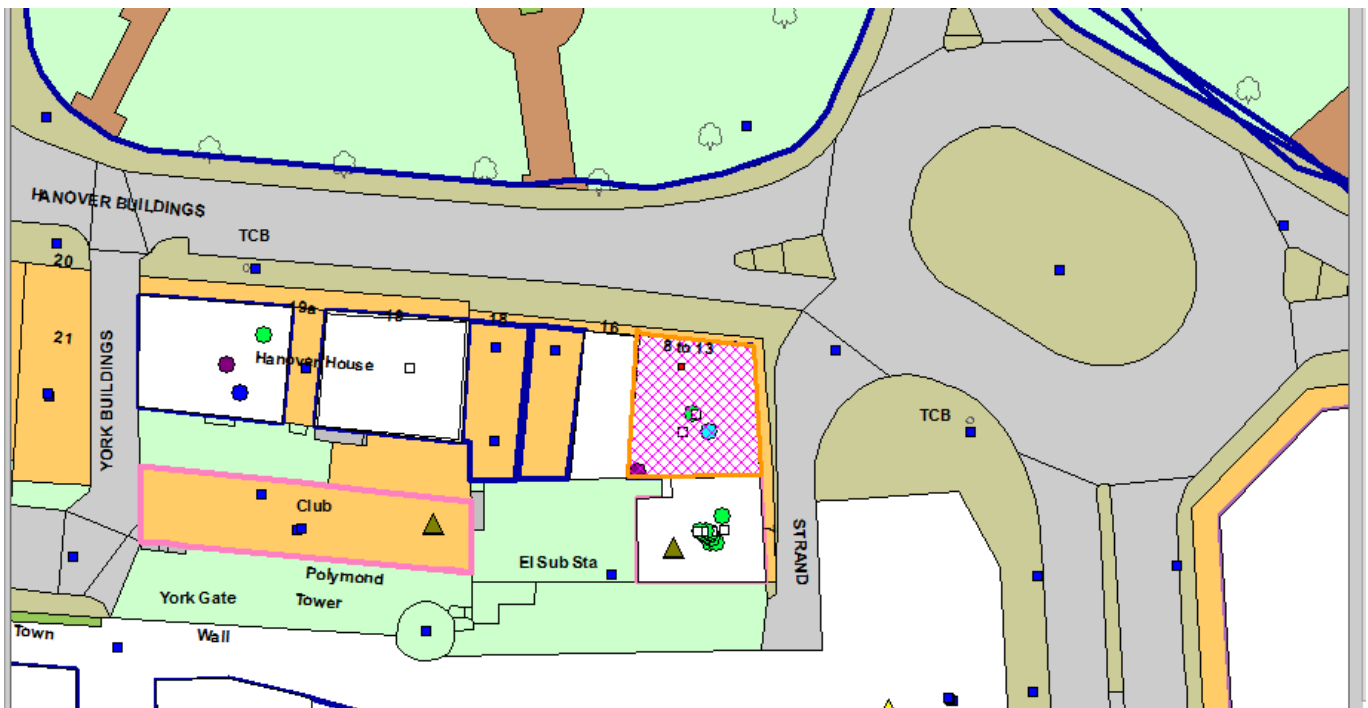 HANOVER BUILDINGS
TCB
20
19a
19
18
16
8 to 13
21
Hanover House
YORK BUILDINGS
TCB
Club
STRAND
El Sub Sta
Polymond
Tower
York Gate
Town
Wall